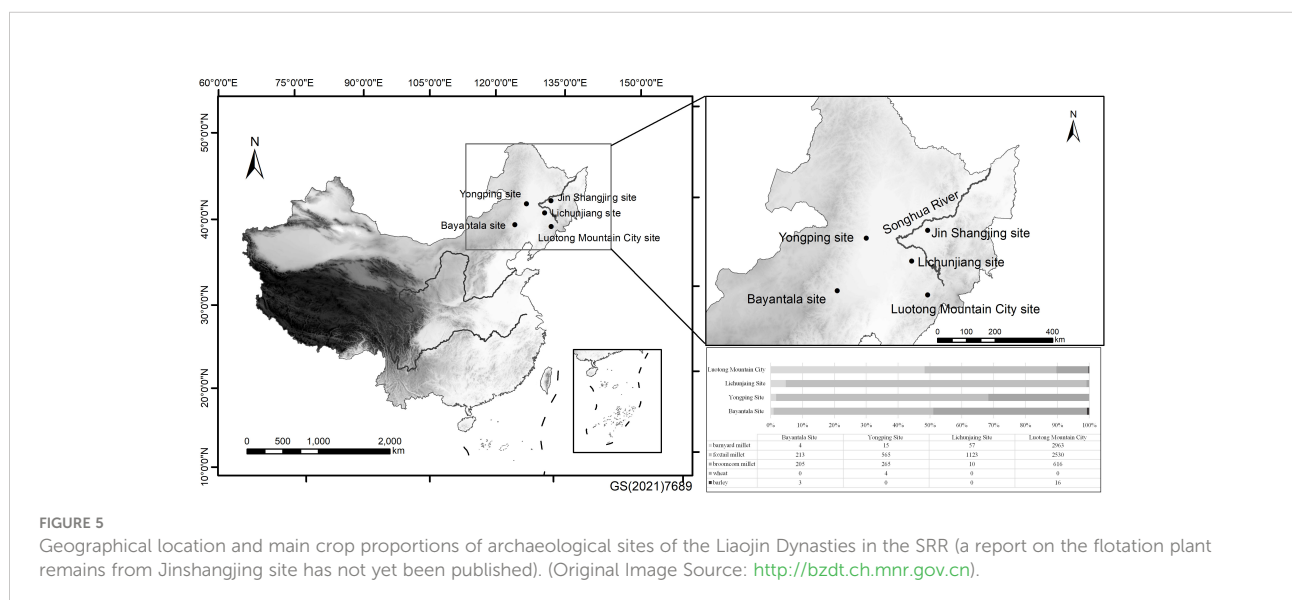 60°0'0"E 75°0'0"E 90°0'0"E 105°0'0"E 120°0'0"E 135°0'0"E 150°0'0"E
50°0'0"N
40°0'0"N
30°0'0"N
20°0'0"N
10°0'0"N
N
Yongping site
Jin Shangjing site
Lichunjiang site
Bayantala site
Luotong Mountain City site
0 500 1,000 2,000
km
GS(2021)7689
N
Songhua River
Yongping site
Jin Shangjing site
Lichunjiang site
Bayantala site
Luotong Mountain City site
0 100 200 400
km
Luotong Mountain City
Lichunjiang Site
Yongping Site
Bayantala Site
0% 10% 20% 30% 40% 50% 60% 70% 80% 90% 100%
Bayantala Site Yongping Site Lichunjiang Site Luotong Mountain City
barnyard millet 4 15 57 2963
foxtail millet 213 565 1123 2530
broomcorn millet 205 265 10 616
wheat 0 4 0 0
barley 3 0 0 16
FIGURE 5
Geographical location and main crop proportions of archaeological sites of the Liaojin Dynasties in the SRR (a report on the flotation plant
remains from Jinshangjing site has not yet been published). (Original Image Source: http://bzdt.ch.mnr.gov.cn).